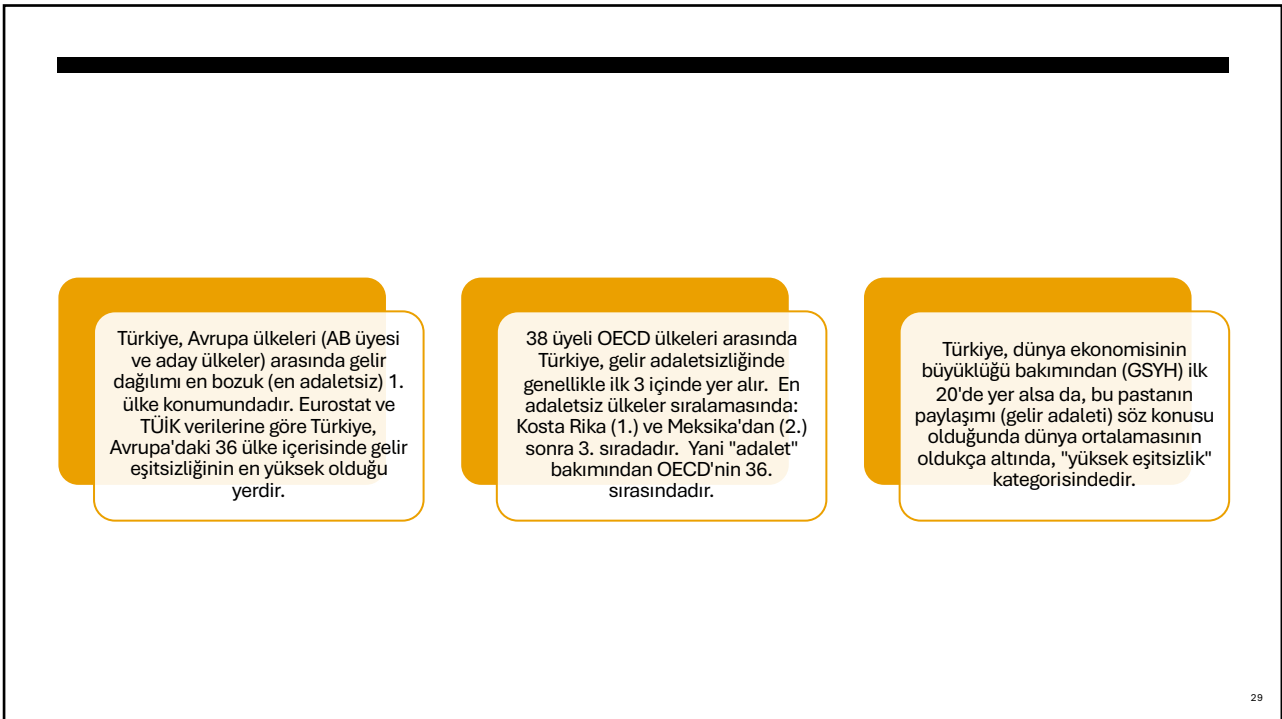 Türkiye, Avrupa ülkeleri (AB üyesi
ve aday ülkeler) arasında gelir
dağılımı en bozuk (en adaletsiz) 1.
ülke konumundadır. Eurostat ve
TÜİK verilerine göre Türkiye,
Avrupa'daki 36 ülke içerisinde gelir
eşitsizliğinin en yüksek olduğu
yerdir.
38 üyeli OECD ülkeleri arasında
Türkiye, gelir adaletsizliğinde
genellikle ilk 3 içinde yer alır.  En
adaletsiz ülkeler sıralamasında:
Kosta Rika (1.) ve Meksika'dan (2.)
sonra 3. sıradadır.  Yani "adalet"
bakımından OECD'nin 36.
sırasındadır.
Türkiye, dünya ekonomisinin
büyüklüğü bakımından (GSYH) ilk
20'de yer alsa da, bu pastanın
paylaşımı (gelir adaleti) söz konusu
olduğunda dünya ortalamasının
oldukça altında, "yüksek eşitsizlik"
kategorisindedir.
29